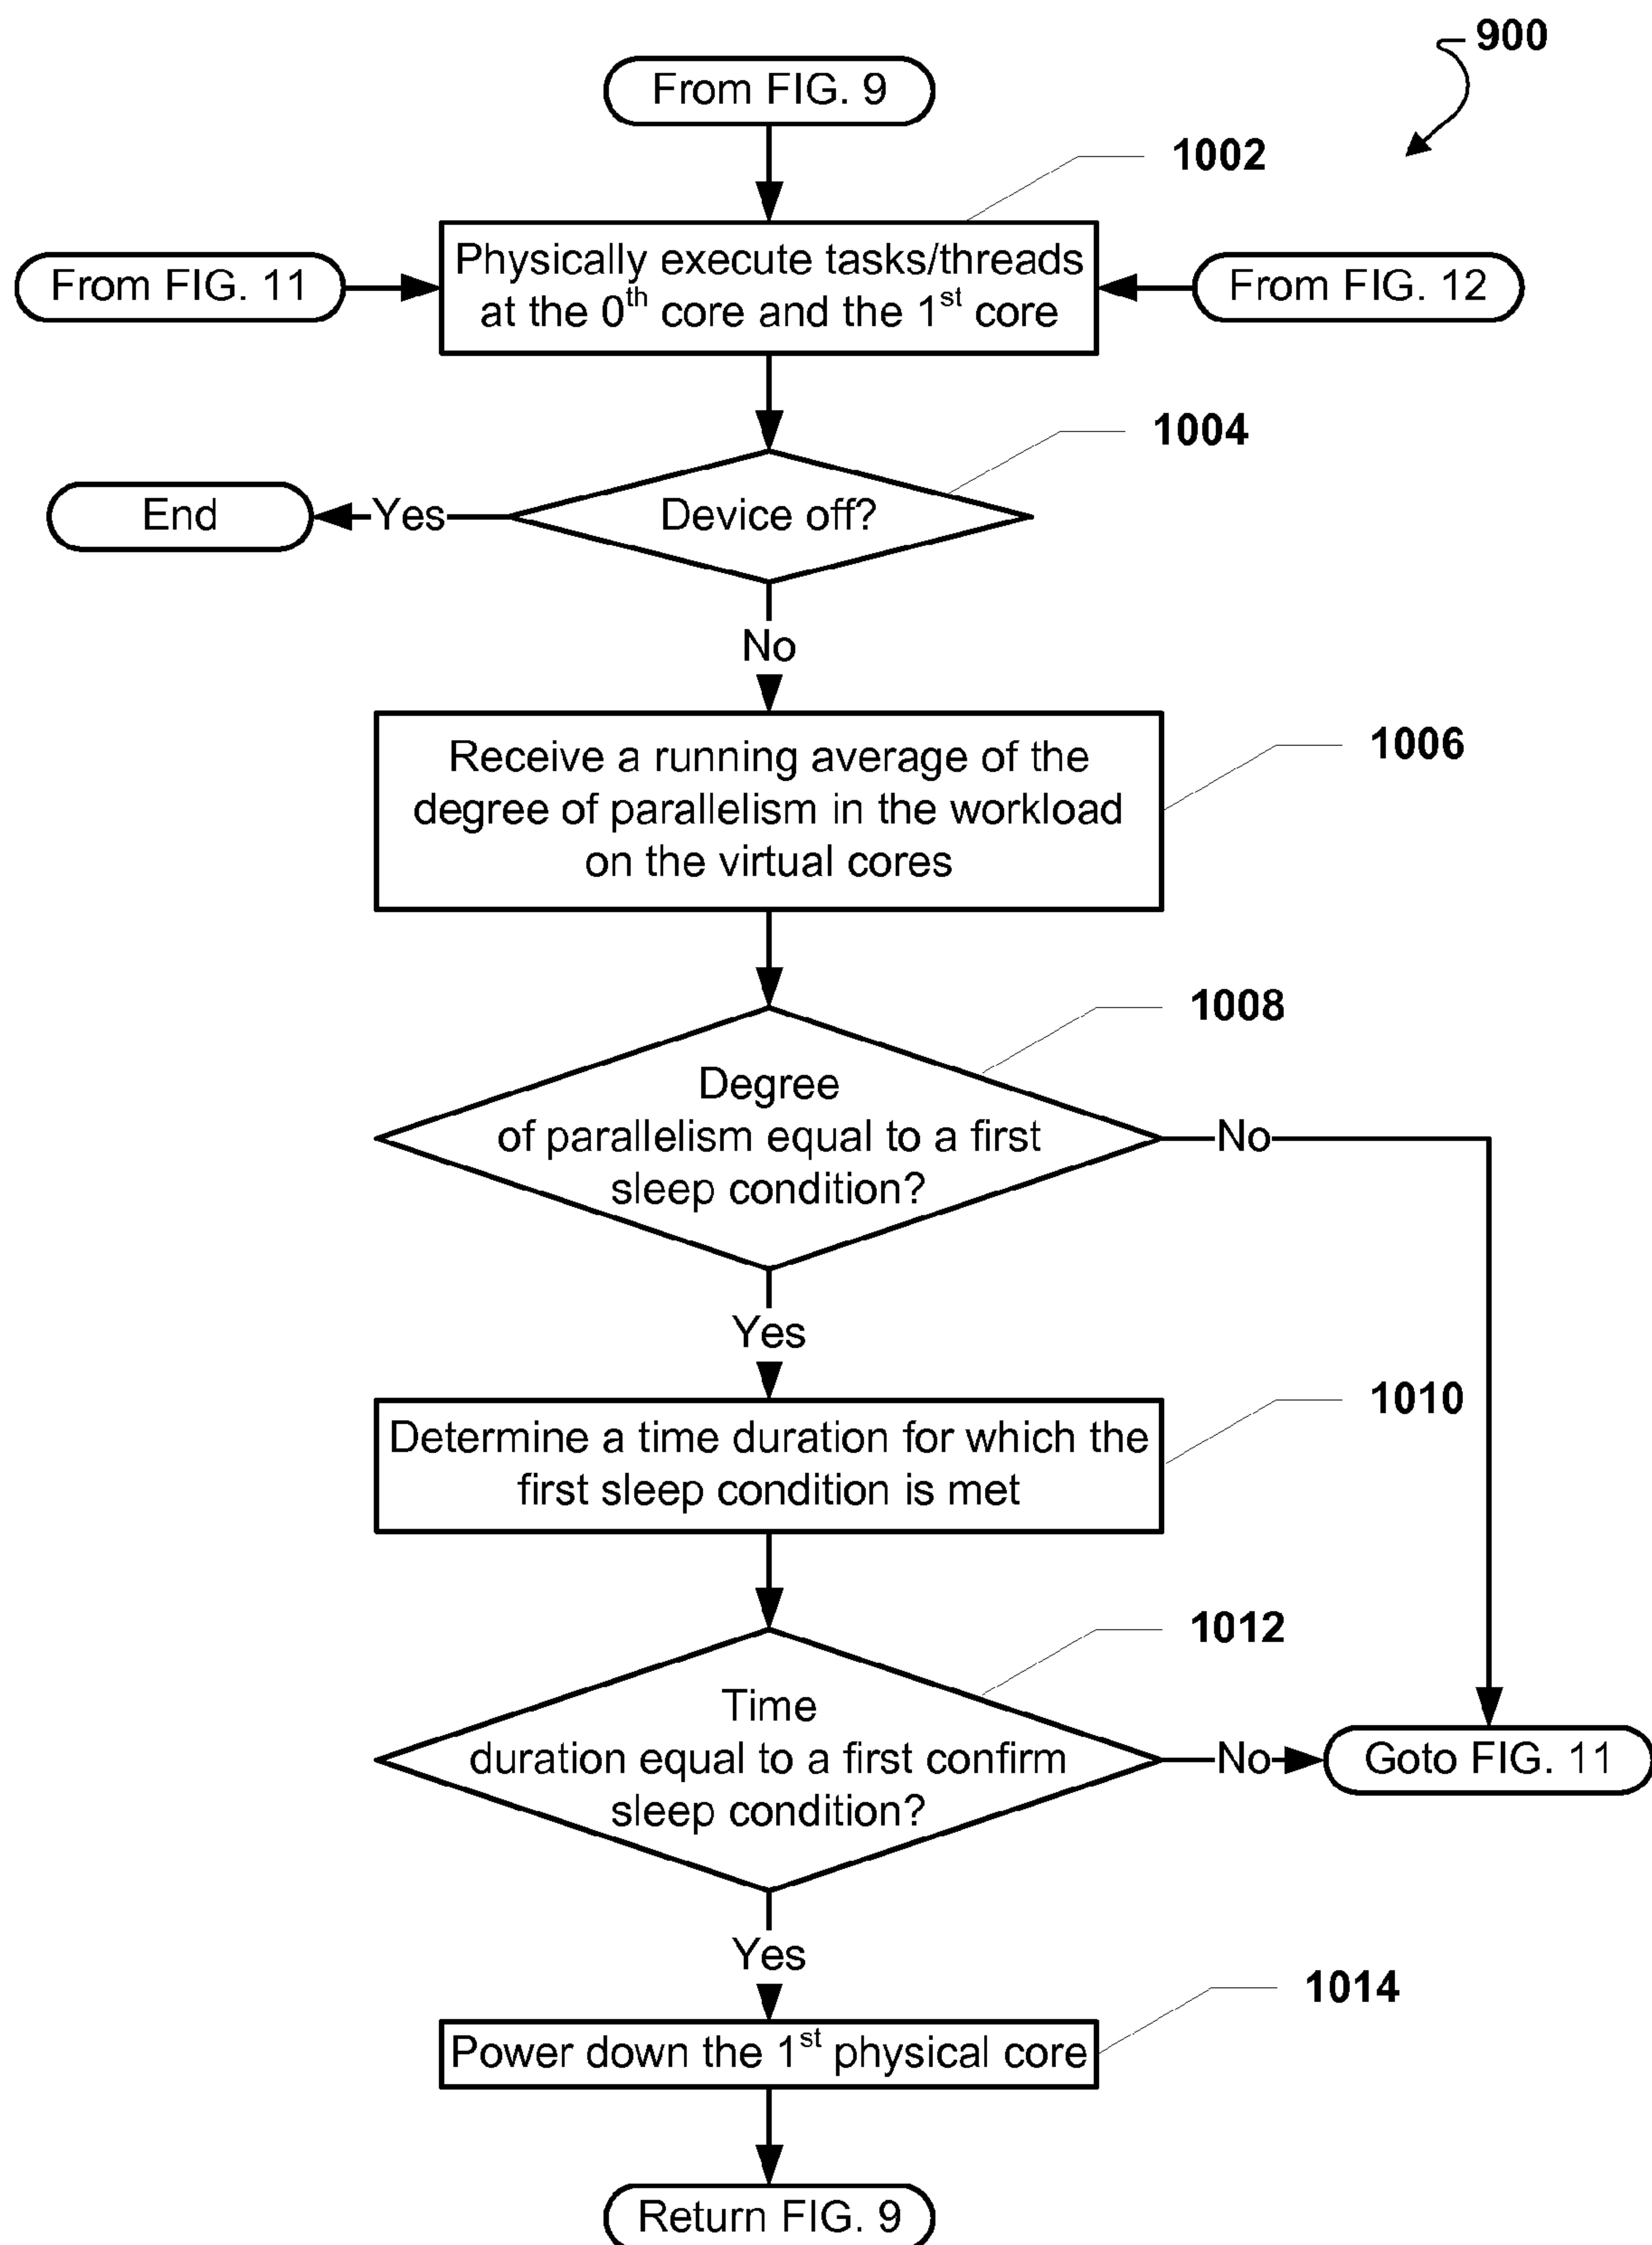 900
From FIG. 9
1002
Physically execute tasks/threads
at the 0th core and the 1st core
From FIG. 11
From FIG. 12
1004
Device off?
Yes
End
No
1006
Receive a running average of the
degree of parallelism in the workload
on the virtual cores
1008
Degree
of parallelism equal to a first
sleep condition?
No
Yes
1010
Determine a time duration for which the
first sleep condition is met
1012
Time
duration equal to a first confirm
sleep condition?
No
Goto FIG. 11
Yes
1014
Power down the 1st physical core
Return FIG. 9